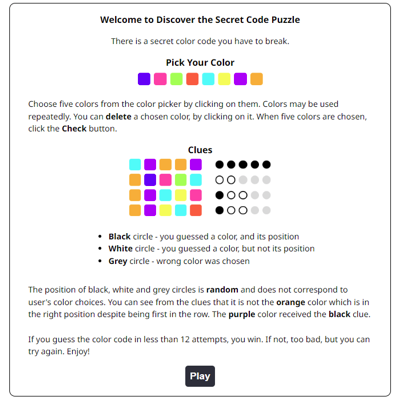 Welcome to Discover the Secret Code Puzzle
There is a secret color code you have to break.
Pick Your Color
Choose five colors from the color picker by clicking on them. Colors may be used
repeatedly. You can delete a chosen color, by clicking on it. When five colors are chosen,
click the Check button.
Clues
• Black circle - you guessed a color, and its position
• White circle - you guessed a color, but not its position
• Grey circle - wrong color was chosen
The position of black, white and grey circles is random and does not correspond to
user's color choices. You can see from the clues that it is not the orange color which is in
the right position despite being first in the row. The purple color received the black clue.
If you guess the color code in less than 12 attempts, you win. If not, too bad, but you can
try again. Enjoy!
Play